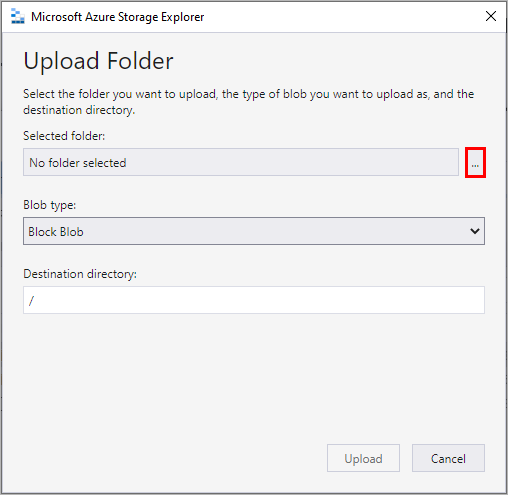 Microsoft Azure Storage Explorer
Upload Folder
Select the folder you want to upload, the type of blob you want to upload as, and the
destination directory.
Selected folder:
No folder selected
...
Blob type:
Block Blob
Destination directory:
/
Upload
Cancel